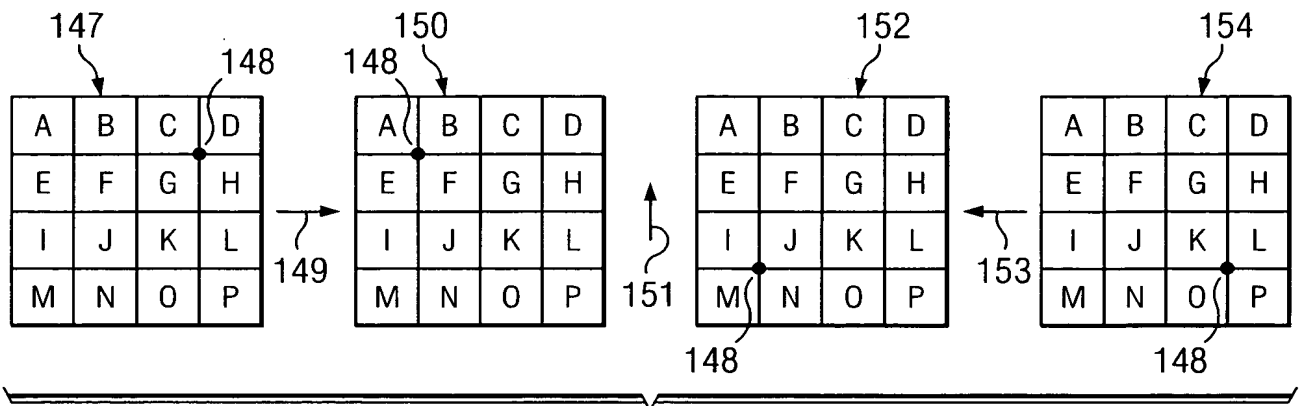 147 150 152 154
148 148
A B C D A B C D A B C D A B C D
E F G H E F G H E F G H E F G H
I J K L I J K L I J K L I J K L
149 151 153
M N O P M N O P M N O P M N O P
148 148